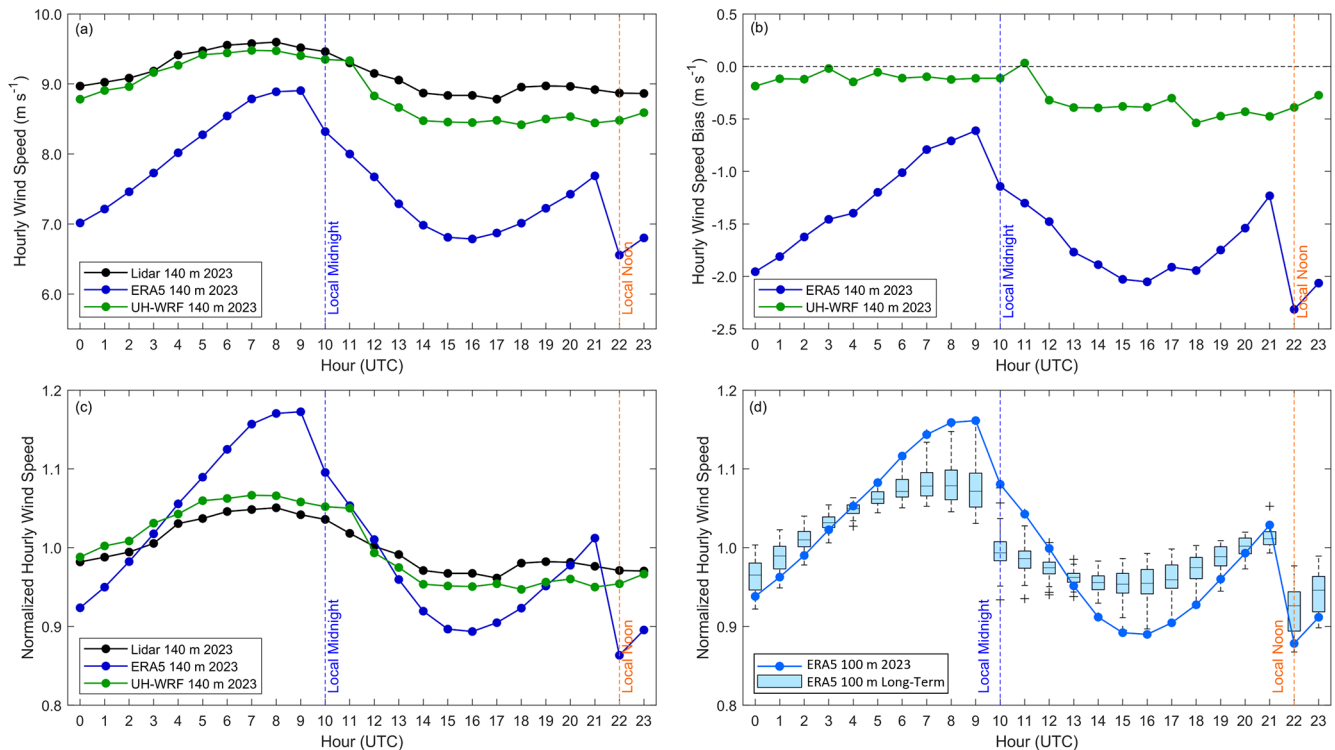 (a)
Hourly Wind Speed (m s⁻¹)
10.0
9.0
8.0
7.0
6.0
Local Midnight
Local Noon
Lidar 140 m 2023
ERA5 140 m 2023
UH-WRF 140 m 2023
0 1 2 3 4 5 6 7 8 9 10 11 12 13 14 15 16 17 18 19 20 21 22 23
Hour (UTC)
(b)
Hourly Wind Speed Bias (m s⁻¹)
0.5
0.0
-0.5
-1.0
-1.5
-2.0
-2.5
Local Midnight
Local Noon
ERA5 140 m 2023
UH-WRF 140 m 2023
0 1 2 3 4 5 6 7 8 9 10 11 12 13 14 15 16 17 18 19 20 21 22 23
Hour (UTC)
(c)
Normalized Hourly Wind Speed
1.2
1.1
1.0
0.9
0.8
Local Midnight
Local Noon
Lidar 140 m 2023
ERA5 140 m 2023
UH-WRF 140 m 2023
0 1 2 3 4 5 6 7 8 9 10 11 12 13 14 15 16 17 18 19 20 21 22 23
Hour (UTC)
(d)
Normalized Hourly Wind Speed
1.2
1.1
1.0
0.9
0.8
Local Midnight
Local Noon
ERA5 100 m 2023
ERA5 100 m Long-Term
0 1 2 3 4 5 6 7 8 9 10 11 12 13 14 15 16 17 18 19 20 21 22 23
Hour (UTC)